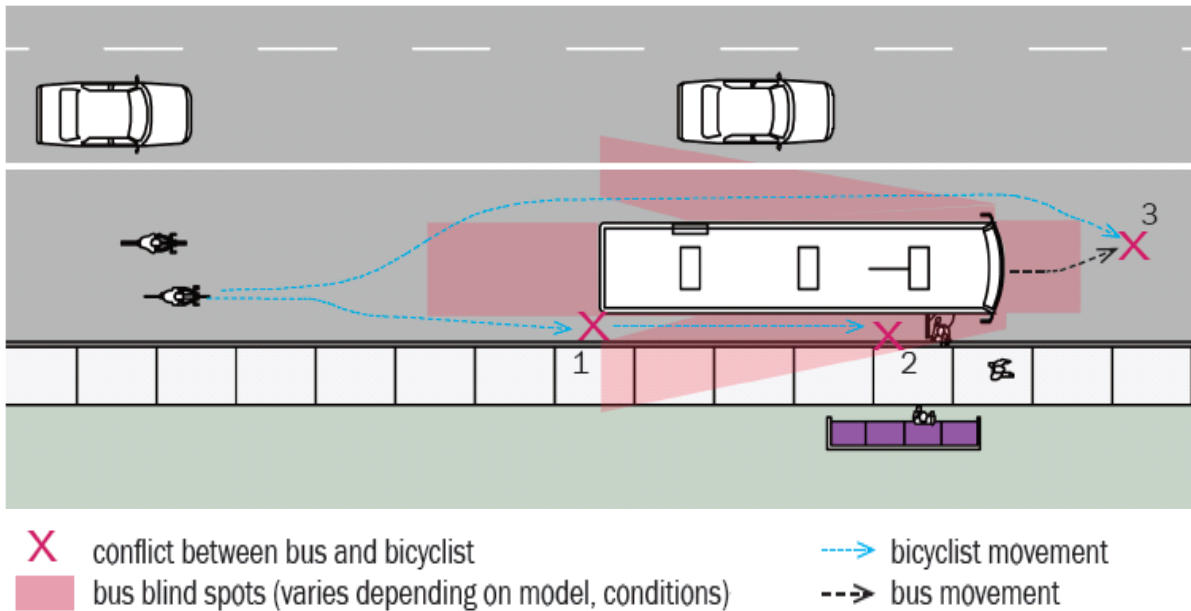 3
1
2
X conflict between bus and bicyclist
bicyclist movement
bus blind spots (varies depending on model, conditions)
bus movement